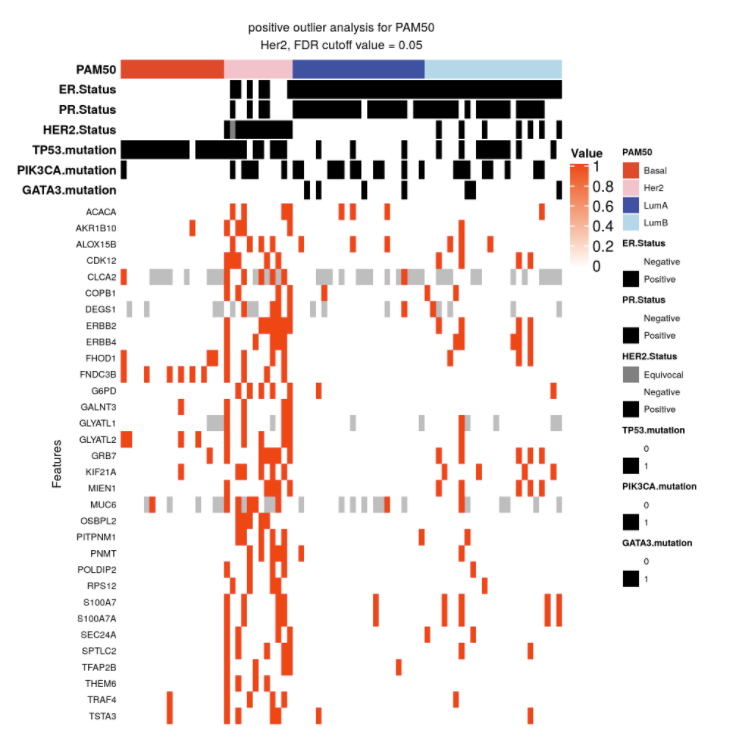 positive outlier analysis for PAM50
Her2, FDR cutoff value = 0.05
PAM50
ER.Status
PR.Status
HER2.Status
TP53.mutation
PIK3CA.mutation
GATA3.mutation
Features
ACACA
AKR1B10
ALOX15B
CDK12
CLCA2
COPB1
DEGS1
ERBB2
ERBB4
FHOD1
FNDC3B
G6PD
GALNT3
GLYATL1
GLYATL2
GRB7
KIF21A
MIEN1
MUC6
OSBPL2
PITPNM1
PNMT
POLDIP2
RPS12
S100A7
S100A7A
SEC24A
SPTLC2
TFAP2B
THEM6
TRAF4
TSTA3
Value
1
0.8
0.6
0.4
0.2
0
PAM50
Basal
Her2
LumA
LumB
ER.Status
Negative
Positive
PR.Status
Negative
Positive
HER2.Status
Equivocal
Negative
Positive
TP53.mutation
0
1
PIK3CA.mutation
0
1
GATA3.mutation
0
1